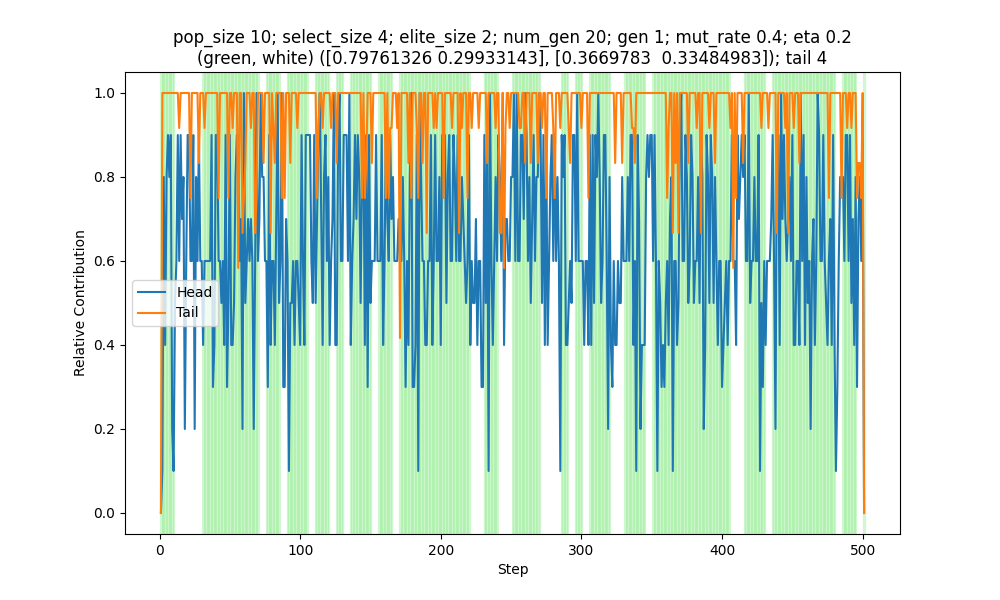 pop_size 10; select_size 4; elite_size 2; num_gen 20; gen 1; mut_rate 0.4; eta 0.2
(green, white) ([0.79761326 0.29933143], [0.3669783  0.33484983]); tail 4
1.0
0.8
0.6
0.4
0.2
0.0
Relative Contribution
Head
Tail
0
100
200
300
400
500
Step